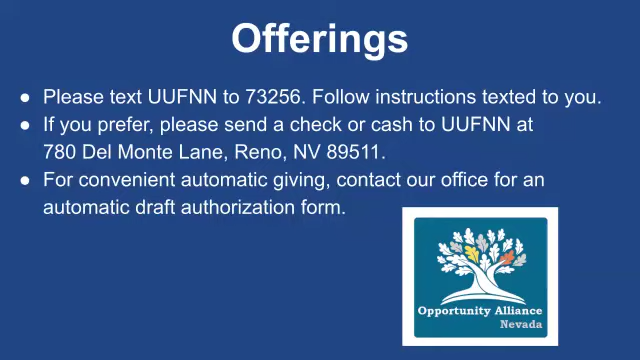 Offerings
● Please text UUFNN to 73256. Follow instructions texted to you.
● If you prefer, please send a check or cash to UUFNN at
780 Del Monte Lane, Reno, NV 89511.
● For convenient automatic giving, contact our office for an
automatic draft authorization form.
Opportunity Alliance
Nevada